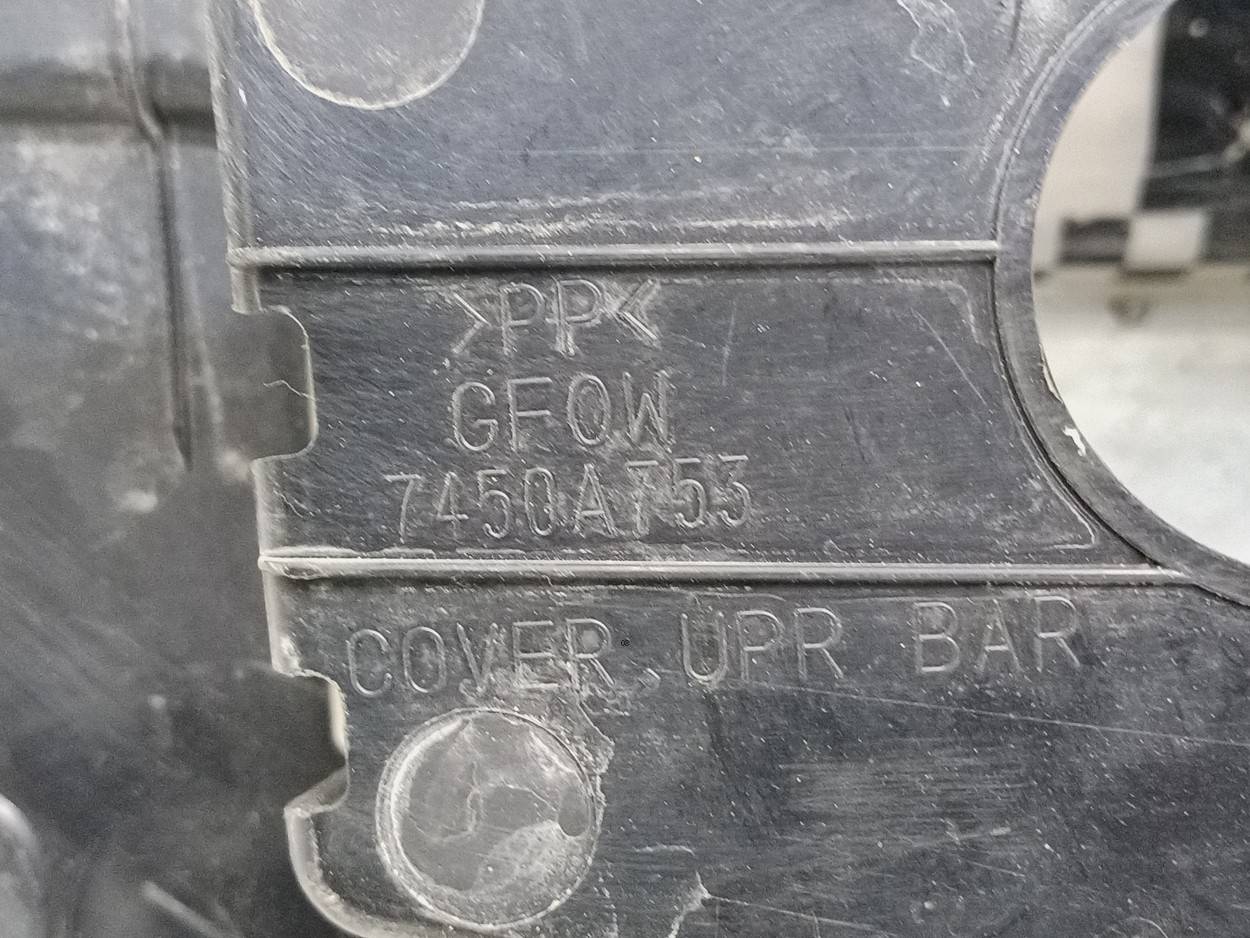 >PP<
GF0W
7450A753
COVER, UPR BAR